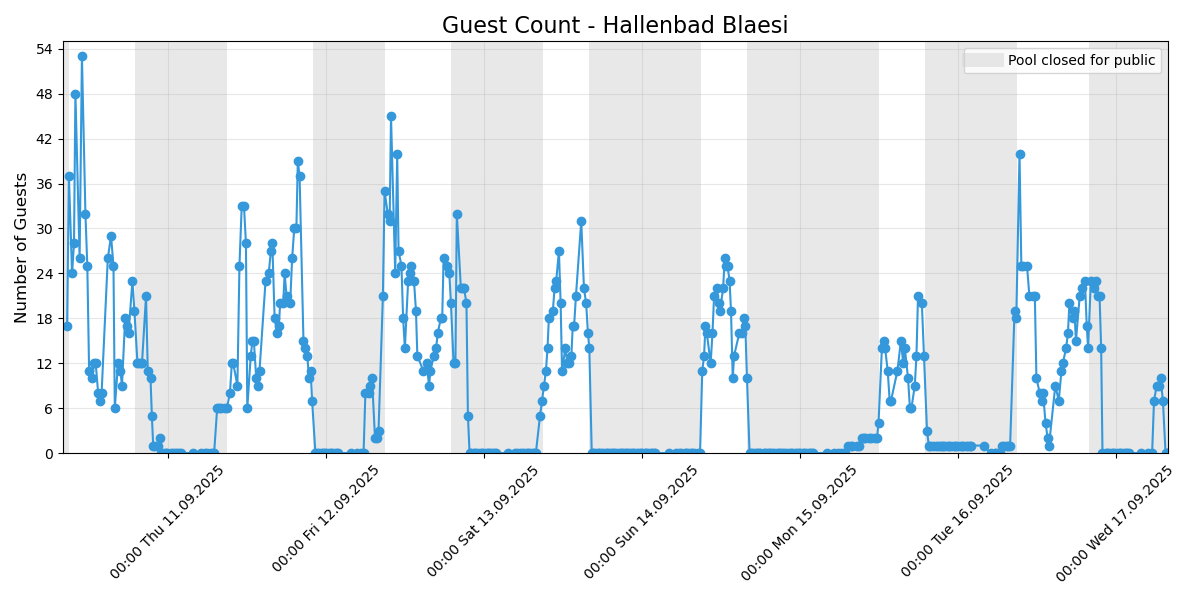 Guest Count - Hallenbad Blaesi
Pool closed for public
Number of Guests
54
48
42
36
30
24
18
12
6
0
00:00 Thu 11.09.2025
00:00 Fri 12.09.2025
00:00 Sat 13.09.2025
00:00 Sun 14.09.2025
00:00 Mon 15.09.2025
00:00 Tue 16.09.2025
00:00 Wed 17.09.2025